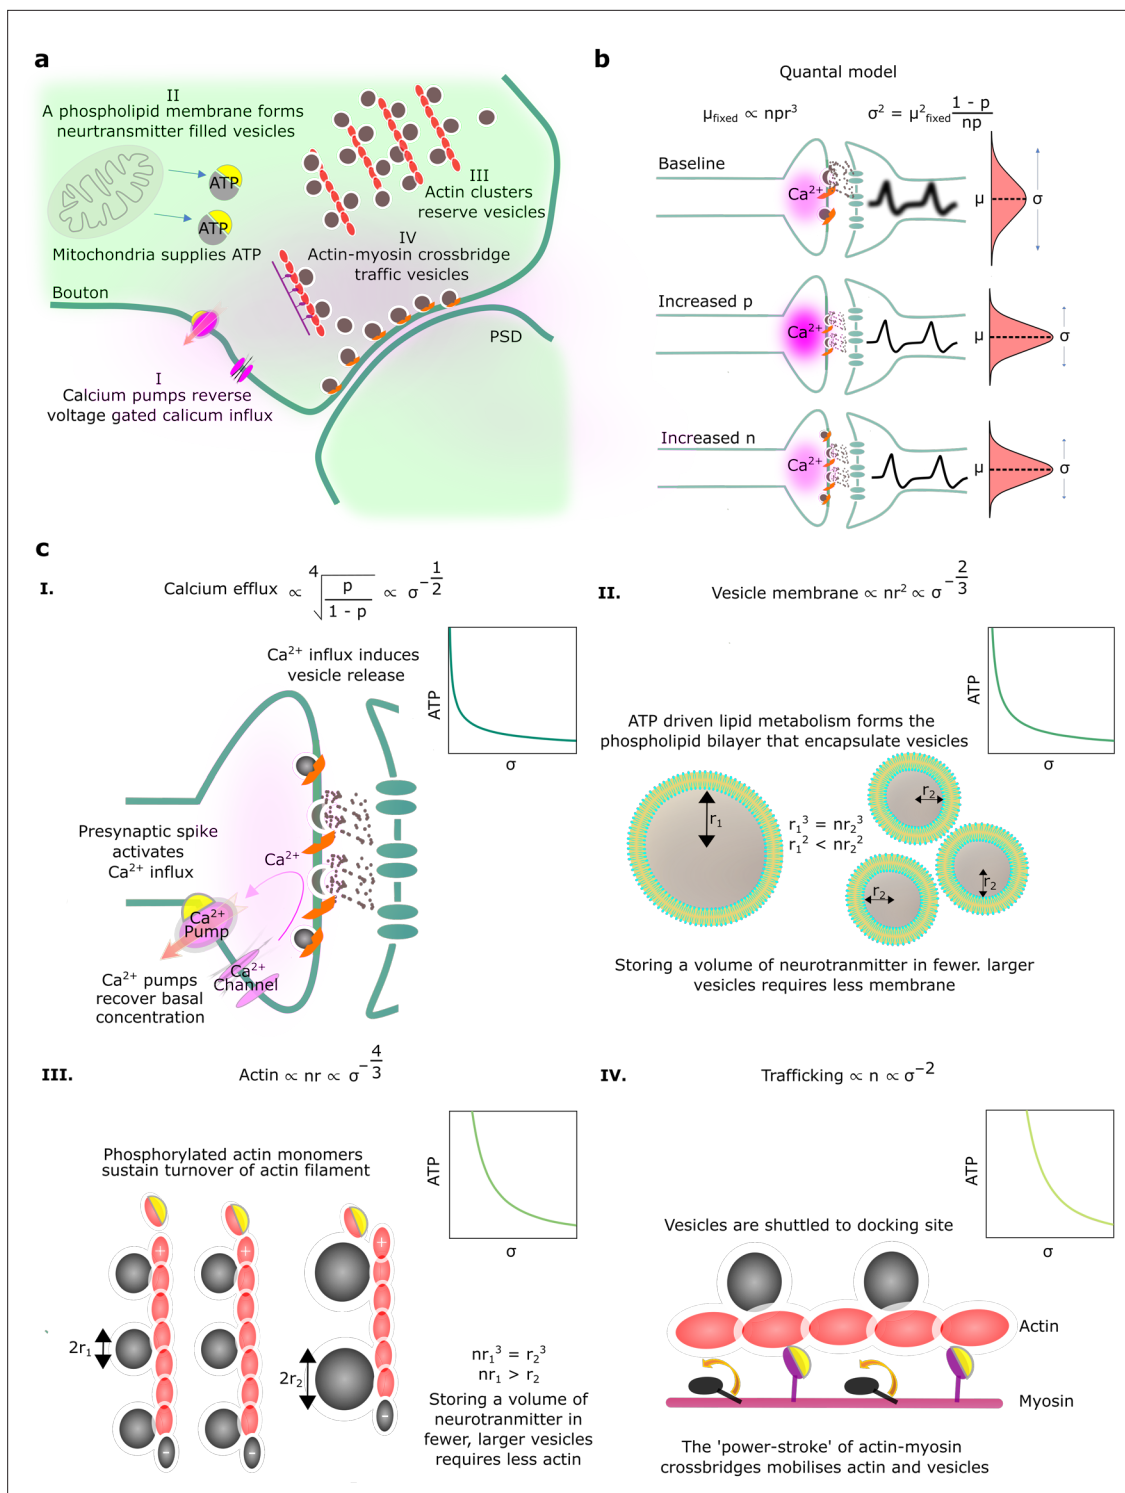 a
II
A phospholipid membrane forms
neurtransmitter filled vesicles
ATP
ATP
Mitochondria supplies ATP
III
Actin clusters
reserve vesicles
IV
Actin-myosin crossbridge
traffic vesicles
Bouton
PSD
I
Calcium pumps reverse
voltage gated calicum influx
b
Quantal model
μfixed ∝ npr³
σ² = μ²fixed (1 - p)/np
Baseline
Ca²⁺
μ
σ
Increased p
Ca²⁺
μ
σ
Increased n
Ca²⁺
μ
σ
c
I.
Calcium efflux ∝ ⁴√(p/(1 - p)) ∝ σ^(-1/2)
Ca²⁺ influx induces
vesicle release
ATP
σ
Presynaptic spike
activates
Ca²⁺ influx
Ca²⁺
Ca²⁺
Pump
Ca²⁺
Channel
Ca²⁺ pumps
recover basal
concentration
II.
Vesicle membrane ∝ nr² ∝ σ^(-2/3)
ATP
σ
ATP driven lipid metabolism forms the
phospholipid bilayer that encapsulate vesicles
r₁
r₁³ = nr₂³
r₁² < nr₂²
r₂
r₂
r₂
Storing a volume of neurotranmitter in fewer. larger
vesicles requires less membrane
III.
Actin ∝ nr ∝ σ^(-4/3)
ATP
σ
Phosphorylated actin monomers
sustain turnover of actin filament
+
+
+
2r₁
2r₂
-
-
-
nr₁³ = r₂³
nr₁ > r₂
Storing a volume of
neurotranmitter in
fewer, larger vesicles
requires less actin
IV.
Trafficking ∝ n ∝ σ⁻²
ATP
σ
Vesicles are shuttled to docking site
Actin
Myosin
The 'power-stroke' of actin-myosin
crossbridges mobilises actin and vesicles